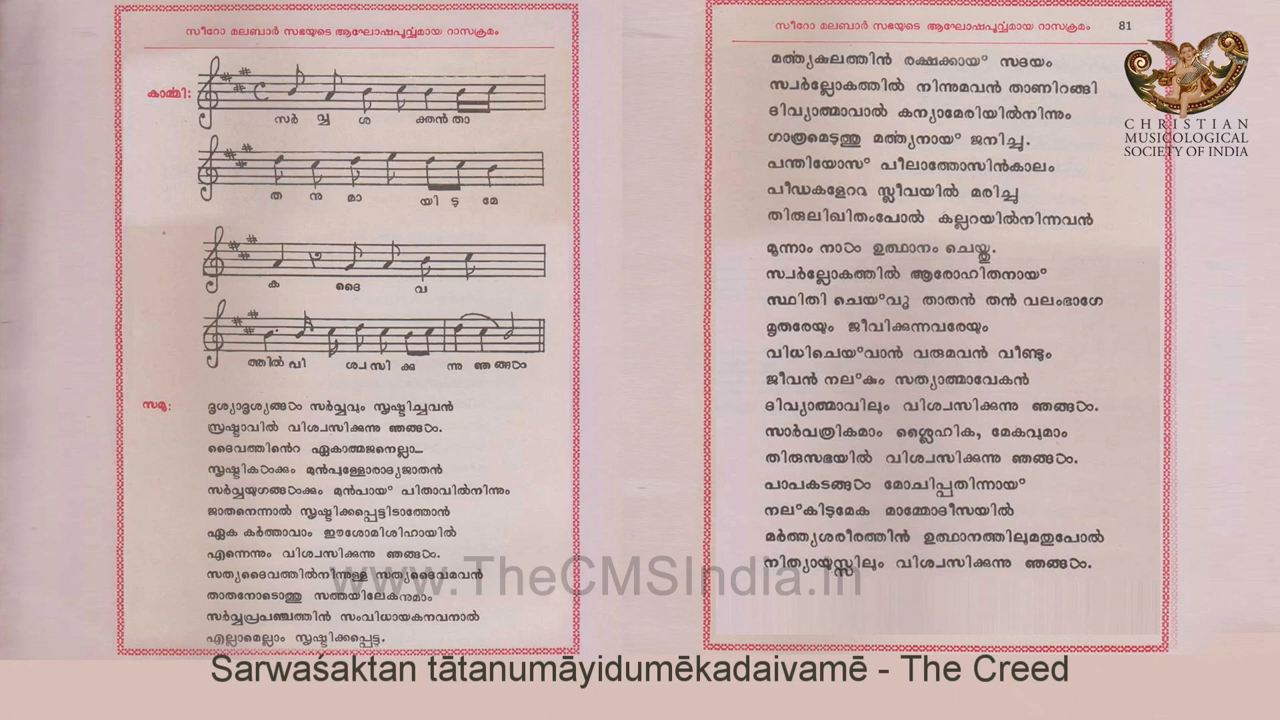 സീറോ മലബാർ സഭയുടെ ആഘോഷപൂർവ്വമായ റാസക്രമം
കാർമ്മി:
സർ വ്വ ശ ക്തൻ താ
ത നു മാ യി ടു മേ
ക ദൈ വ
ത്തിൽ വി ശ്വ സി ക്കു ന്നു ഞ ങ്ങൾ
സമൂ:
ദൃശ്യാദൃശ്യങ്ങൾ സർവ്വവും സൃഷ്ടിച്ചവൻ
സ്രഷ്ടാവിൽ വിശ്വസിക്കുന്നു ഞങ്ങൾ.
ദൈവത്തിൻെറ ഏകാത്മജനെല്ലാ_
സൃഷ്ടികൾക്കും മുൻപുള്ളോരാദ്യജാതൻ
സർവ്വയുഗങ്ങൾക്കും മുൻപായ് പിതാവിൽനിന്നും
ജാതനെന്നാൽ സൃഷ്ടിക്കപ്പെട്ടിടാത്തോൻ
ഏക കർത്താവാം ഈശോമിശിഹായിൽ
എന്നെന്നും വിശ്വസിക്കുന്നു ഞങ്ങൾ.
സത്യദൈവത്തിൽനിന്നുള്ള സത്യദൈവമവൻ
താതനോടൊത്തു സത്തയിലേകനുമാം
സർവ്വപ്രപഞ്ചത്തിൻ സംവിധായകനവനാൽ
എല്ലാമെല്ലാം സൃഷ്ടിക്കപ്പെട്ടു.
സീറോ മലബാർ സഭയുടെ ആഘോഷപൂർവ്വമായ റാസക്രമം 81
മർത്ത്യകുലത്തിൻ രക്ഷക്കായ് സദയം
സ്വർല്ലോകത്തിൽ നിന്നുമവൻ താണിറങ്ങി
ദിവ്യാത്മാവാൽ കന്യാമേരിയിൽനിന്നും
ഗാത്രമെടുത്തു മർത്ത്യനായ് ജനിച്ചു.
പന്തിയോസ് പീലാത്തോസിൻകാലം
പീഡകളേററ സ്ലീവയിൽ മരിച്ചു
തിരുലിഖിതംപോൽ കല്ലറയിൽനിന്നവൻ
മൂന്നാം നാൾ ഉത്ഥാനം ചെയ്തു.
സ്വർല്ലോകത്തിൽ ആരോഹിതനായ്
സ്ഥിതി ചെയ്‌വു താതൻ തൻ വലംഭാഗേ
മൃതരേയും ജീവിക്കുന്നവരേയും
വിധിചെയ്‌വാൻ വരുമവൻ വീണ്ടും
ജീവൻ നല്കും സത്യാത്മാവേകൻ
ദിവ്യാത്മാവിലും വിശ്വസിക്കുന്നു ഞങ്ങൾ.
സാർവത്രികമാം ശ്ലൈഹിക, മേകവുമാം
തിരുസഭയിൽ വിശ്വസിക്കുന്നു ഞങ്ങൾ.
പാപകടങ്ങൾ മോചിപ്പതിന്നായ്
നല്കിടുമേക മാമ്മോദീസയിൽ
മർത്ത്യശരീരത്തിൻ ഉത്ഥാനത്തിലുമതുപോൽ
നിത്യായുസ്സിലും വിശ്വസിക്കുന്നു ഞങ്ങൾ.
CHRISTIAN
MUSICOLOGICAL
SOCIETY OF INDIA
www.TheCMSIndia.in
Sarwaśaktan tātanumāyidumēkadaivamē - The Creed